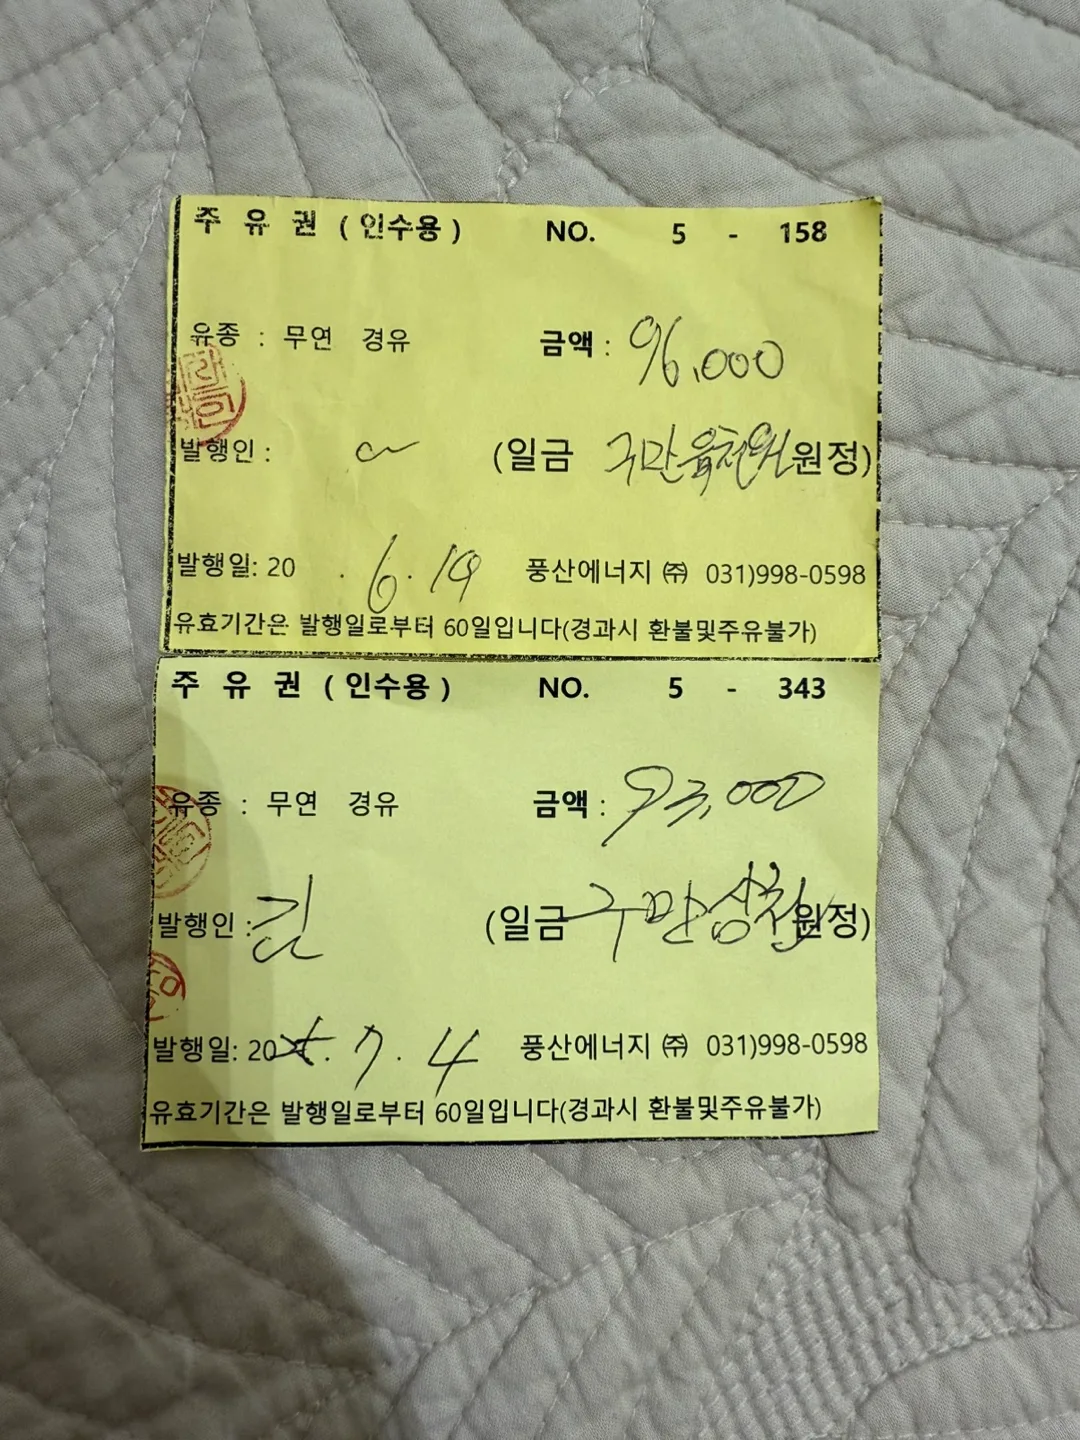 주 유 권 ( 인수용 ) NO. 5 - 158
유종 : 무연 경유 금액 : 96,000
발행인 : (일금 구만육천원 원정)
발행일: 20 . 6. 19 풍산에너지 ㈜ 031)998-0598
유효기간은 발행일로부터 60일입니다(경과시 환불및주유불가)
주 유 권 ( 인수용 ) NO. 5 - 343
유종 : 무연 경유 금액 : 93,000
발행인 : 김 (일금 구만삼천 원정)
발행일: 20 . 7. 4 풍산에너지 ㈜ 031)998-0598
유효기간은 발행일로부터 60일입니다(경과시 환불및주유불가)